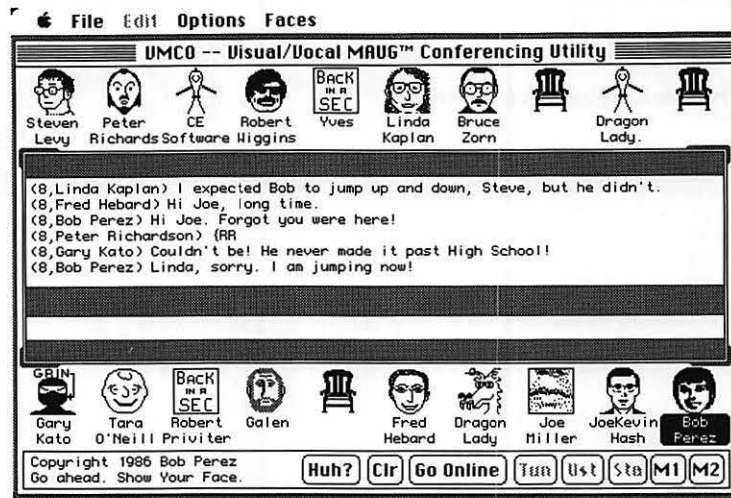 File Edit Options Faces
VMCO -- Visual/Vocal MAUG™ Conferencing Utility
Steven Levy
Peter Richards
CE Software
Robert Wiggins
BACK IN A SEC
Yves
Linda Kaplan
Bruce Zorn
Dragon Lady.
(8,Linda Kaplan) I expected Bob to jump up and down, Steve, but he didn't.
(8,Fred Hebard) Hi Joe, long time.
(8,Bob Perez) Hi Joe. Forgot you were here!
(8,Peter Richardson) {RR
(8,Gary Kato) Couldn't be! He never made it past High School!
(8,Bob Perez) Linda, sorry. I am jumping now!
GRIN
Gary Kato
Tara O'Neill
BACK IN A SEC
Robert Priviter
Galen
Fred Hebard
Dragon Lady
Joe Miller
JoeKevin Hash
Bob Perez
Copyright 1986 Bob Perez
Go ahead. Show Your Face.
Huh? Clr Go Online Tun Ust Sta M1 M2